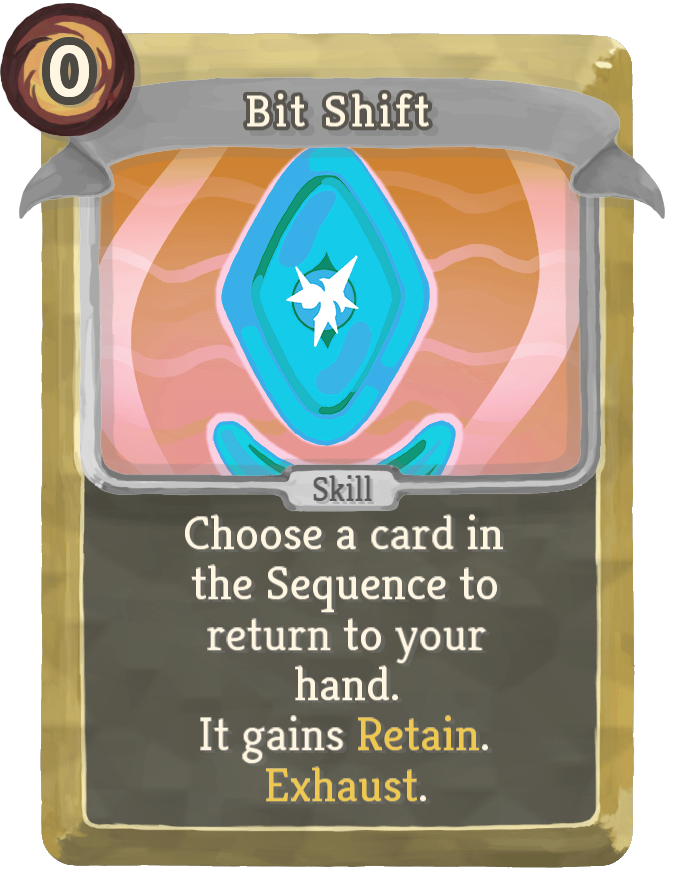 0
Bit Shift
Skill
Choose a card in
the Sequence to
return to your
hand.
It gains Retain.
Exhaust.